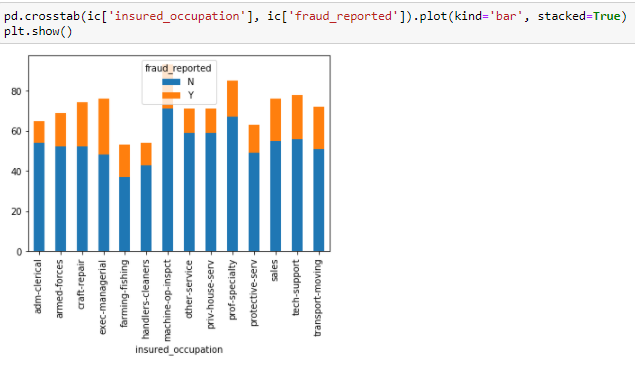 pd.crosstab(ic['insured_occupation'], ic['fraud_reported']).plot(kind='bar', stacked=True)
plt.show()
fraud_reported
N
Y
80
60
40
20
0
adm-clerical
armed-forces
craft-repair
exec-managerial
farming-fishing
handlers-cleaners
machine-op-inspct
other-service
priv-house-serv
prof-specialty
protective-serv
sales
tech-support
transport-moving
insured_occupation